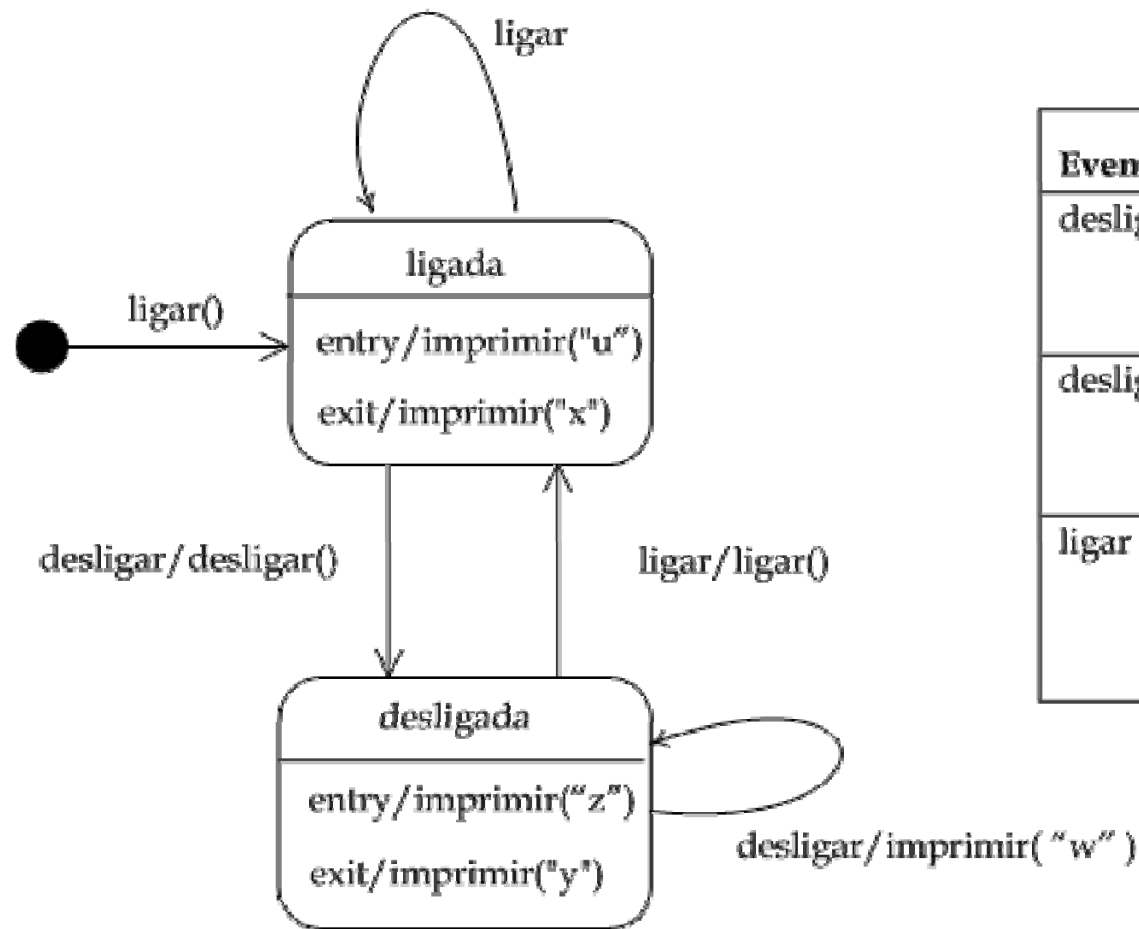 ligar
ligada
ligar()
entry/imprimir("u")
exit/imprimir("x")
desligar/desligar()
ligar/ligar()
desligada
entry/imprimir("z")
exit/imprimir("y")
desligar/imprimir( "w" )
ligar